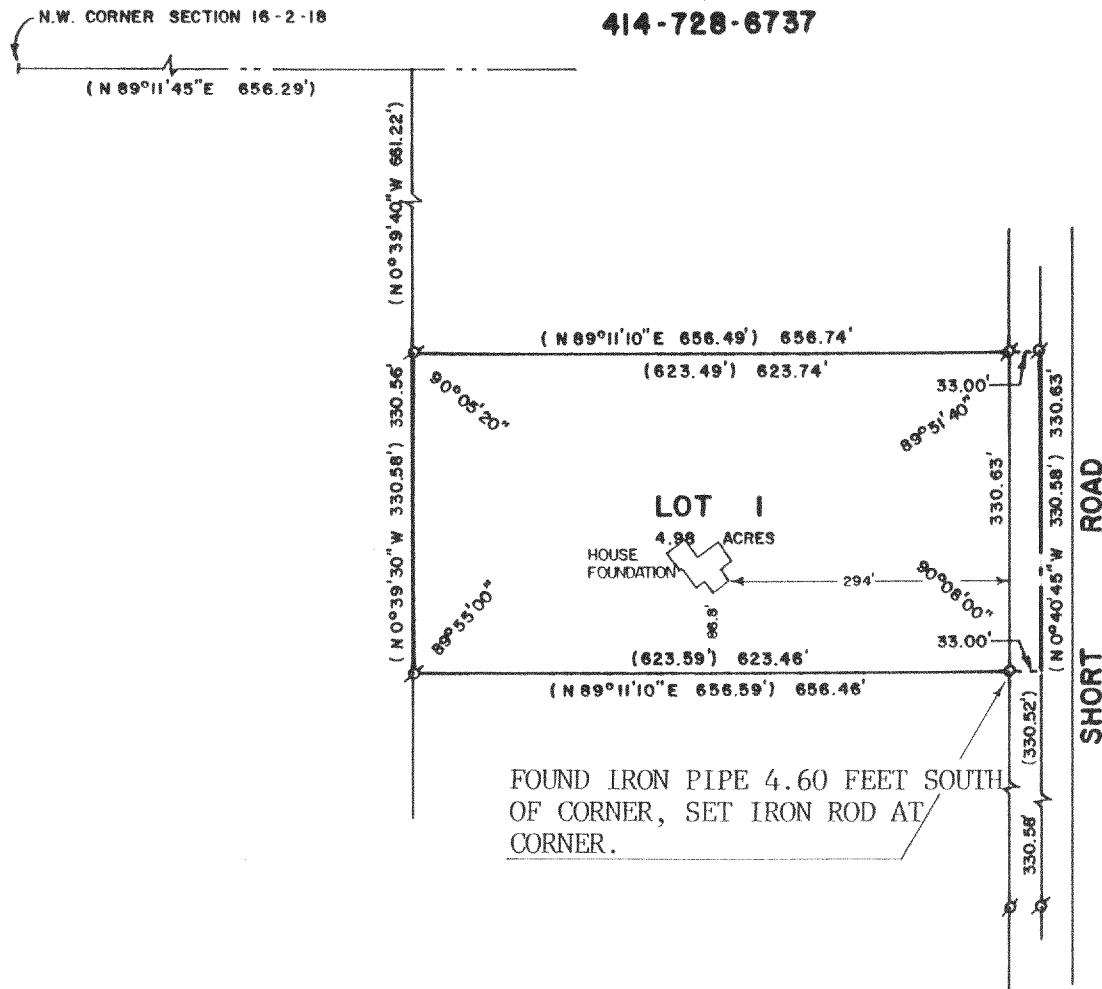 N.W. CORNER SECTION 16-2-18
414-728-6737
(N 89°11'45"E 656.29')
(N 0°39'40"W 661.22')
(N 89°11'10"E 656.49') 656.74'
(623.49') 623.74'
33.00'
90°05'20"
89°51'40"
(N 0°39'30"W 330.58') 330.56'
330.63'
(N 0°40'45"W 330.58') 330.63'
SHORT ROAD
LOT 1
4.98 ACRES
HOUSE
FOUNDATION
294'
86.8'
89°55'00"
90°08'00"
33.00'
(623.59') 623.46'
(N 89°11'10"E 656.59') 656.46'
(330.52')
330.58'
FOUND IRON PIPE 4.60 FEET SOUTH
OF CORNER, SET IRON ROD AT
CORNER.